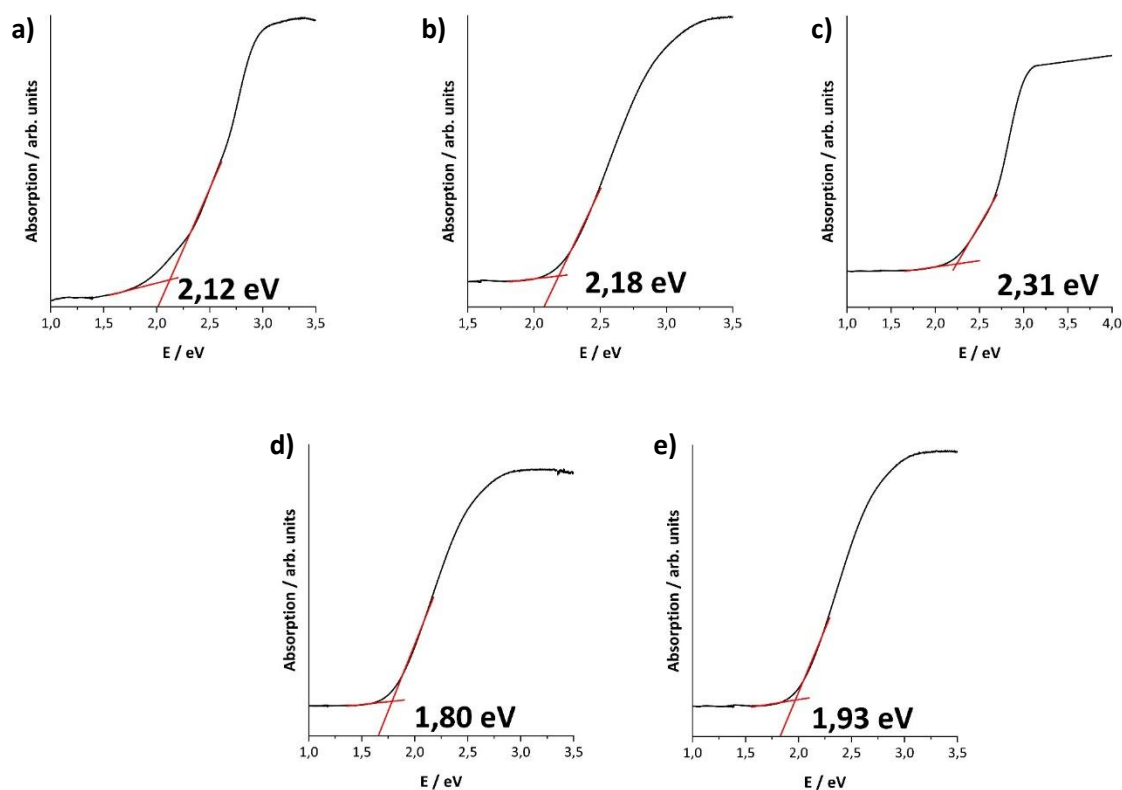 a)
Absorption / arb. units
2,12 eV
1,0 1,5 2,0 2,5 3,0 3,5
E / eV
b)
Absorption / arb. units
2,18 eV
1,5 2,0 2,5 3,0 3,5
E / eV
c)
Absorption / arb. units
2,31 eV
1,0 1,5 2,0 2,5 3,0 3,5 4,0
E / eV
d)
Absorption / arb. units
1,80 eV
1,0 1,5 2,0 2,5 3,0 3,5
E / eV
e)
Absorption / arb. units
1,93 eV
1,0 1,5 2,0 2,5 3,0 3,5
E / eV